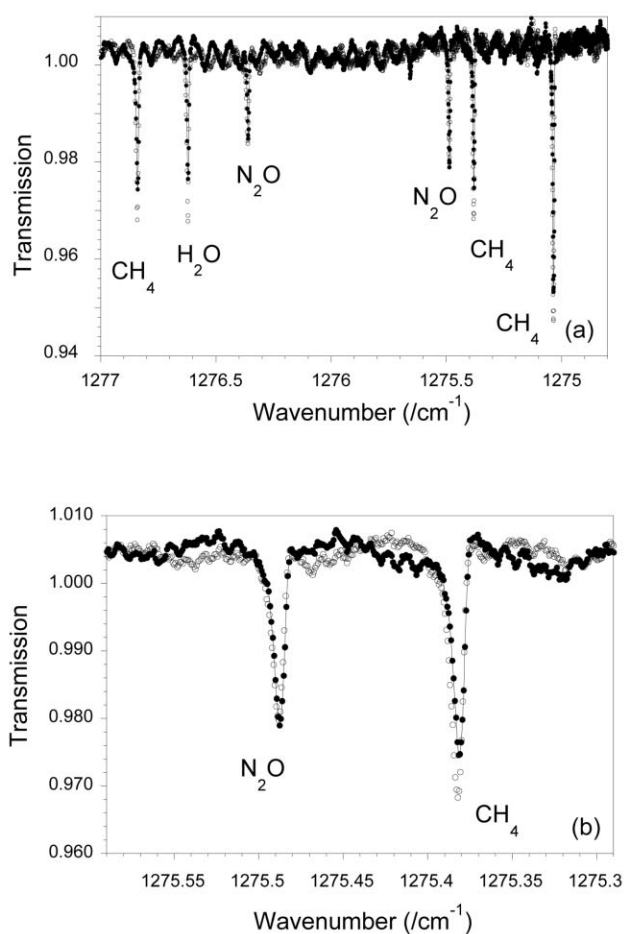 1.00
0.98
0.96
0.94
Transmission
CH4
H2O
N2O
N2O
CH4
CH4
(a)
1277 1276.5 1276 1275.5 1275
Wavenumber (/cm-1)
1.010
1.000
0.990
0.980
0.970
0.960
Transmission
N2O
CH4
(b)
1275.55 1275.5 1275.45 1275.4 1275.35 1275.3
Wavenumber (/cm-1)